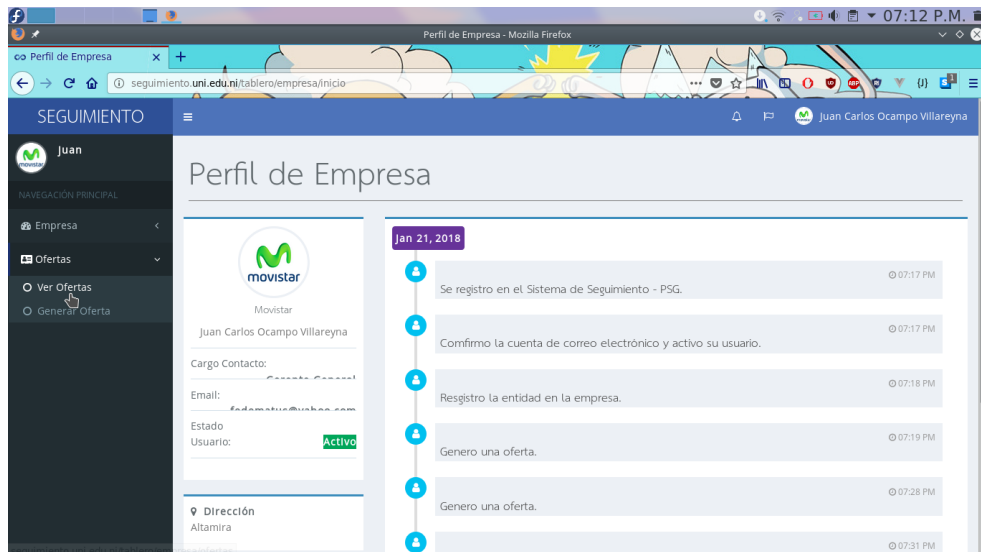 07:12 P.M.
Perfil de Empresa - Mozilla Firefox
Perfil de Empresa
seguimiento.uni.edu.ni/tablero/empresa/inicio
SEGUIMIENTO
Juan Carlos Ocampo Villareyna
Juan
movistar
NAVEGACIÓN PRINCIPAL
Empresa
Ofertas
Ver Ofertas
Generar Oferta
Perfil de Empresa
movistar
Movistar
Juan Carlos Ocampo Villareyna
Cargo Contacto:
Gerente General
Email:
fedematus@yahoo.com
Estado
Usuario: Activo
Dirección
Altamira
Jan 21, 2018
07:17 PM
Se registro en el Sistema de Seguimiento - PSG.
07:17 PM
Comfirmo la cuenta de correo electrónico y activo su usuario.
07:18 PM
Resgistro la entidad en la empresa.
07:19 PM
Genero una oferta.
07:28 PM
Genero una oferta.
07:31 PM